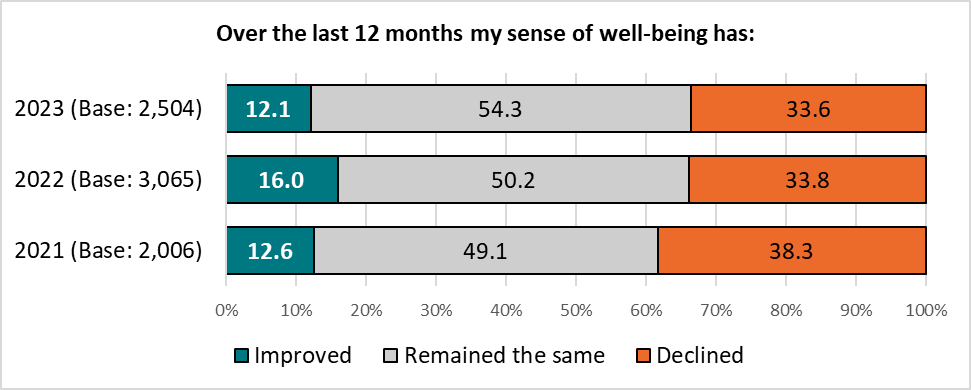 Over the last 12 months my sense of well-being has:
2023 (Base: 2,504) 12.1 54.3 33.6
2022 (Base: 3,065) 16.0 50.2 33.8
2021 (Base: 2,006) 12.6 49.1 38.3
0% 10% 20% 30% 40% 50% 60% 70% 80% 90% 100%
Improved Remained the same Declined